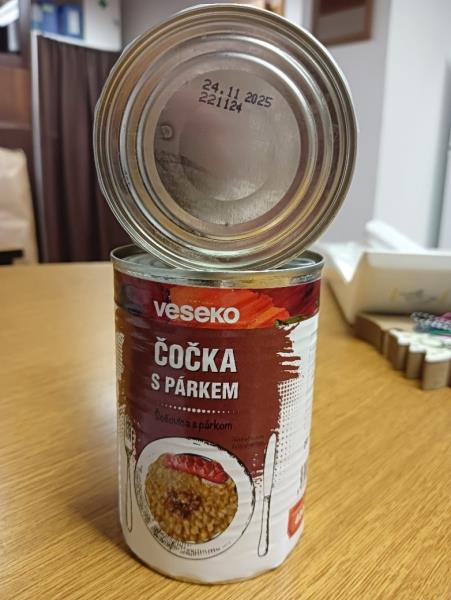 24.11 2025
221124
veseko
ČOČKA
S PÁRKEM
Šošovica s párkom